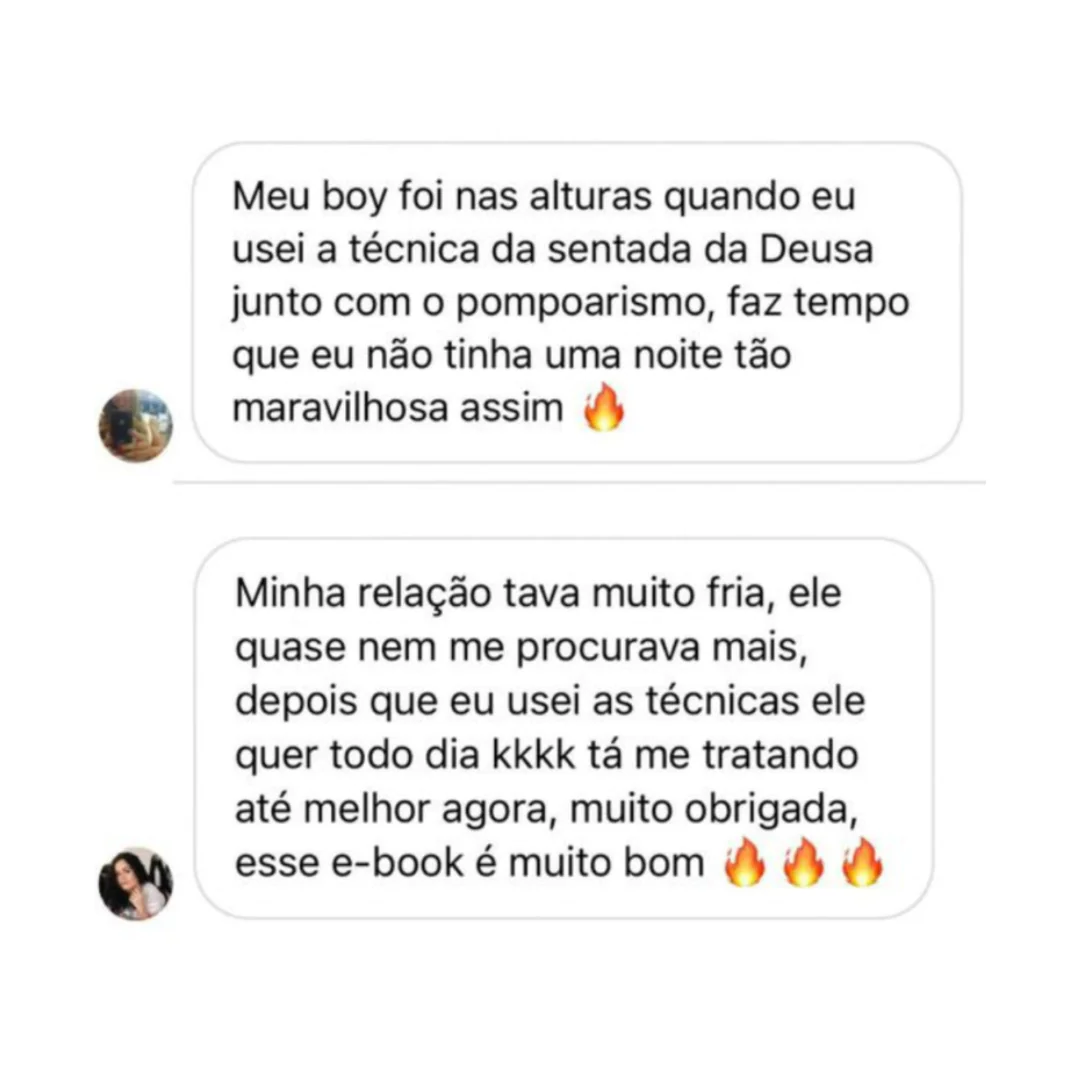 Meu boy foi nas alturas quando eu
usei a técnica da sentada da Deusa
junto com o pompoarismo, faz tempo
que eu não tinha uma noite tão
maravilhosa assim 🔥
Minha relação tava muito fria, ele
quase nem me procurava mais,
depois que eu usei as técnicas ele
quer todo dia kkkk tá me tratando
até melhor agora, muito obrigada,
esse e-book é muito bom 🔥 🔥 🔥